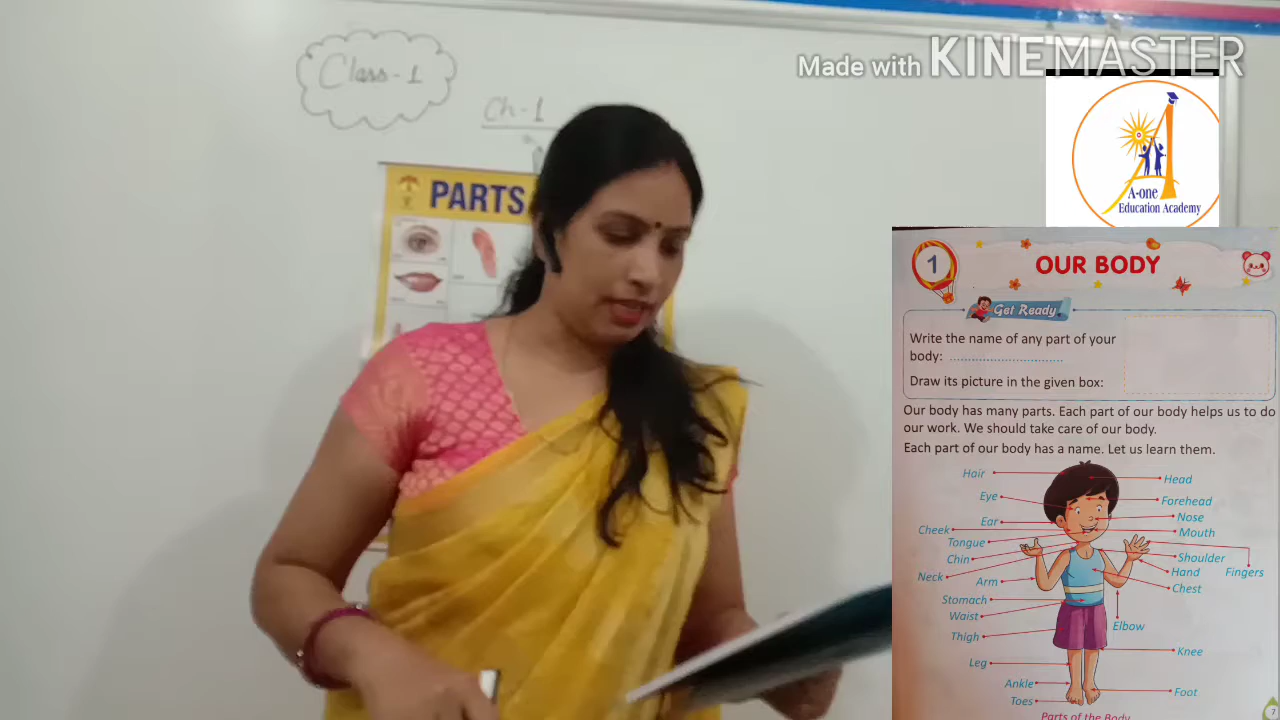 Class-1
Ch-1
PARTS
Made with KINEMASTER
A-one
Education Academy
1
OUR BODY
Get Ready
Write the name of any part of your
body: ......................................
Draw its picture in the given box:
Our body has many parts. Each part of our body helps us to do
our work. We should take care of our body.
Each part of our body has a name. Let us learn them.
Hair
Head
Eye
Forehead
Ear
Nose
Cheek
Mouth
Tongue
Chin
Shoulder
Neck
Hand
Fingers
Arm
Chest
Stomach
Waist
Elbow
Thigh
Knee
Leg
Ankle
Foot
Toes
Parts of the Body
7